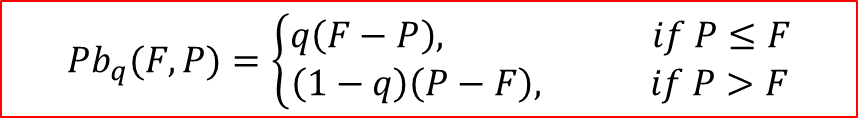 Pb_q(F, P) = { q(F − P), if P ≤ F
(1 − q)(P − F), if P > F